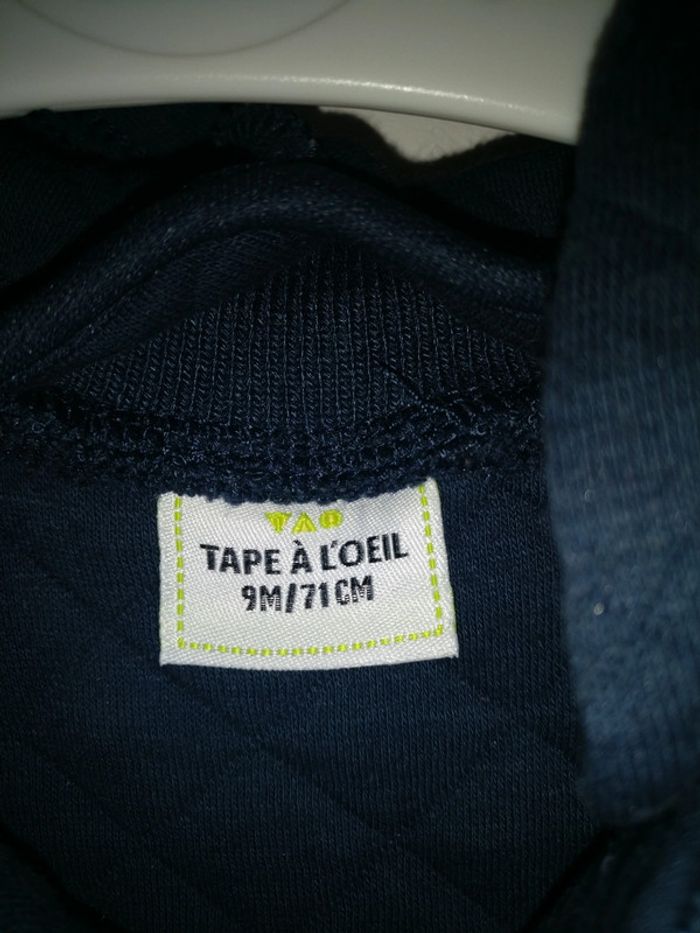 TAO
TAPE À L'OEIL
9M/71CM